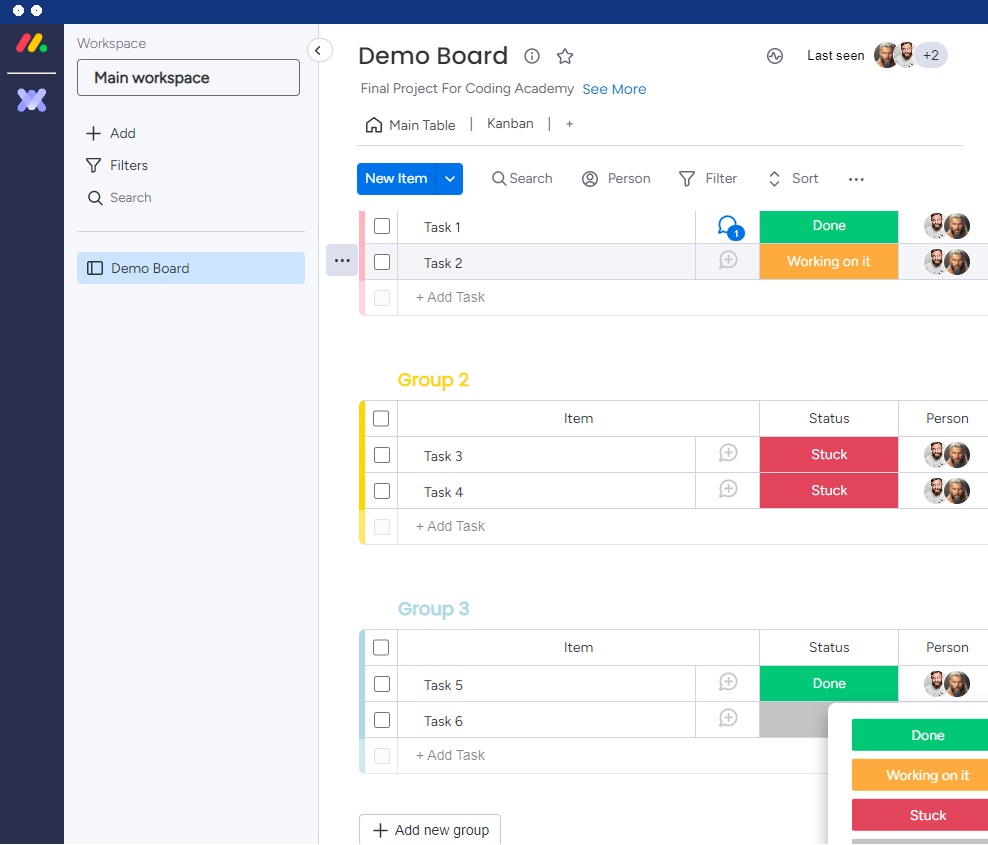 Workspace
Main workspace
Add
Filters
Search
Demo Board
Demo Board
Last seen
+2
Final Project For Coding Academy See More
Main Table | Kanban | +
New Item
Search
Person
Filter
Sort
Task 1
1
Done
Task 2
Working on it
+ Add Task
Group 2
Item Status Person
Task 3 Stuck
Task 4 Stuck
+ Add Task
Group 3
Item Status Person
Task 5 Done
Task 6
+ Add Task
Done
Working on it
Stuck
Add new group